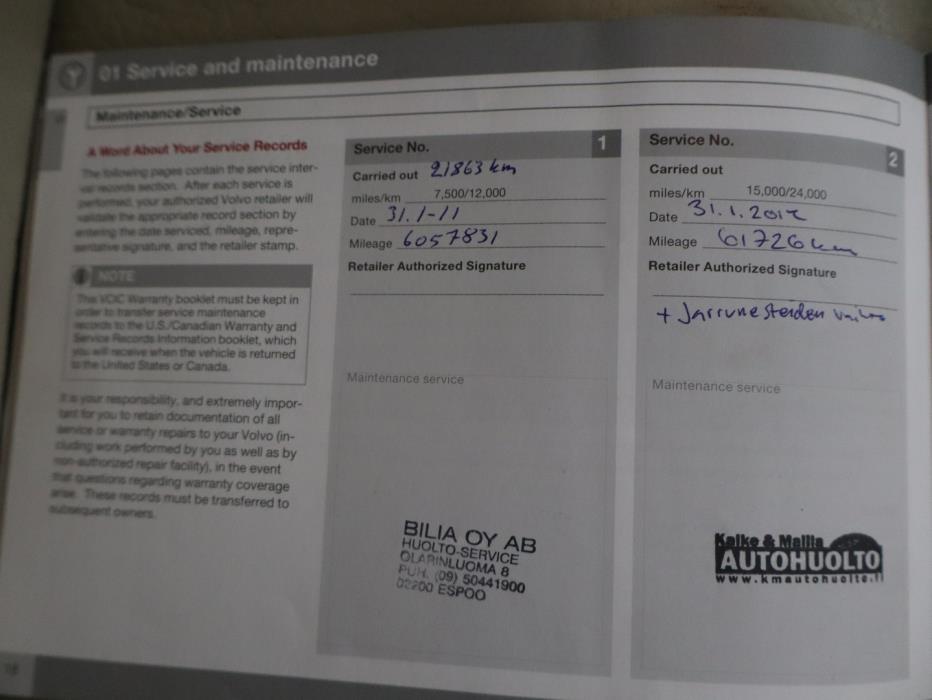 01 Service and maintenance
Maintenance/Service
A Word About Your Service Records
The following pages contain the service inter-
val records section. After each service is
performed, your authorized Volvo retailer will
validate the appropriate record section by
entering the date serviced, mileage, repre-
sentative signature, and the retailer stamp.
NOTE
This VCIC Warranty booklet must be kept in
order to transfer service maintenance
records to the U.S./Canadian Warranty and
Service Records Information booklet, which
you will receive when the vehicle is returned
to the United States or Canada.
It is your responsibility, and extremely impor-
tant for you to retain documentation of all
service or warranty repairs to your Volvo (in-
cluding work performed by you as well as by
non-authorized repair facility), in the event
that questions regarding warranty coverage
arise. These records must be transferred to
subsequent owners.
18
Service No. 1
Carried out 21863 km
miles/km 7,500/12,000
Date 31.1-11
Mileage 6057831
Retailer Authorized Signature
Maintenance service
BILIA OY AB
HUOLTO-SERVICE
OLARINLUOMA 8
PUH. (09) 50441900
02200 ESPOO
Service No. 2
Carried out
miles/km 15,000/24,000
Date 31.1.2012
Mileage 61726 km
Retailer Authorized Signature
+ Jarrunesteiden
Maintenance service
Kalke & Mallia
AUTOHUOLTO
www.kmautohuolto.fi